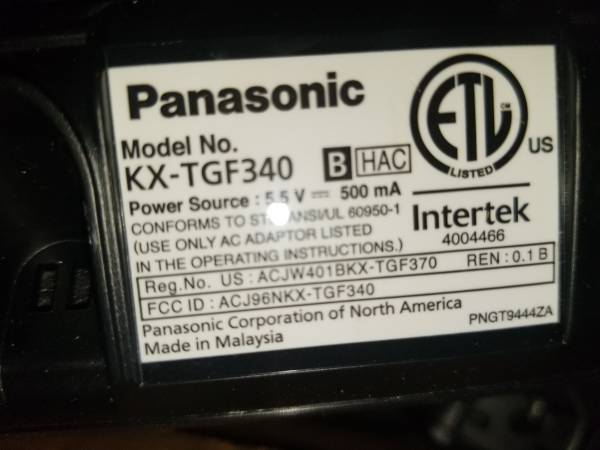 Panasonic
Model No.
KX-TGF340 B HAC
Power Source : 5.5 V 500 mA
CONFORMS TO ANSI/UL 60950-1
(USE ONLY AC ADAPTOR LISTED
IN THE OPERATING INSTRUCTIONS.)
ETL CM
LISTED
US
Intertek
4004466
Reg.No. US : ACJW401BKX-TGF370 REN : 0.1 B
FCC ID : ACJ96NKX-TGF340
Panasonic Corporation of North America
Made in Malaysia
PNGT9444ZA